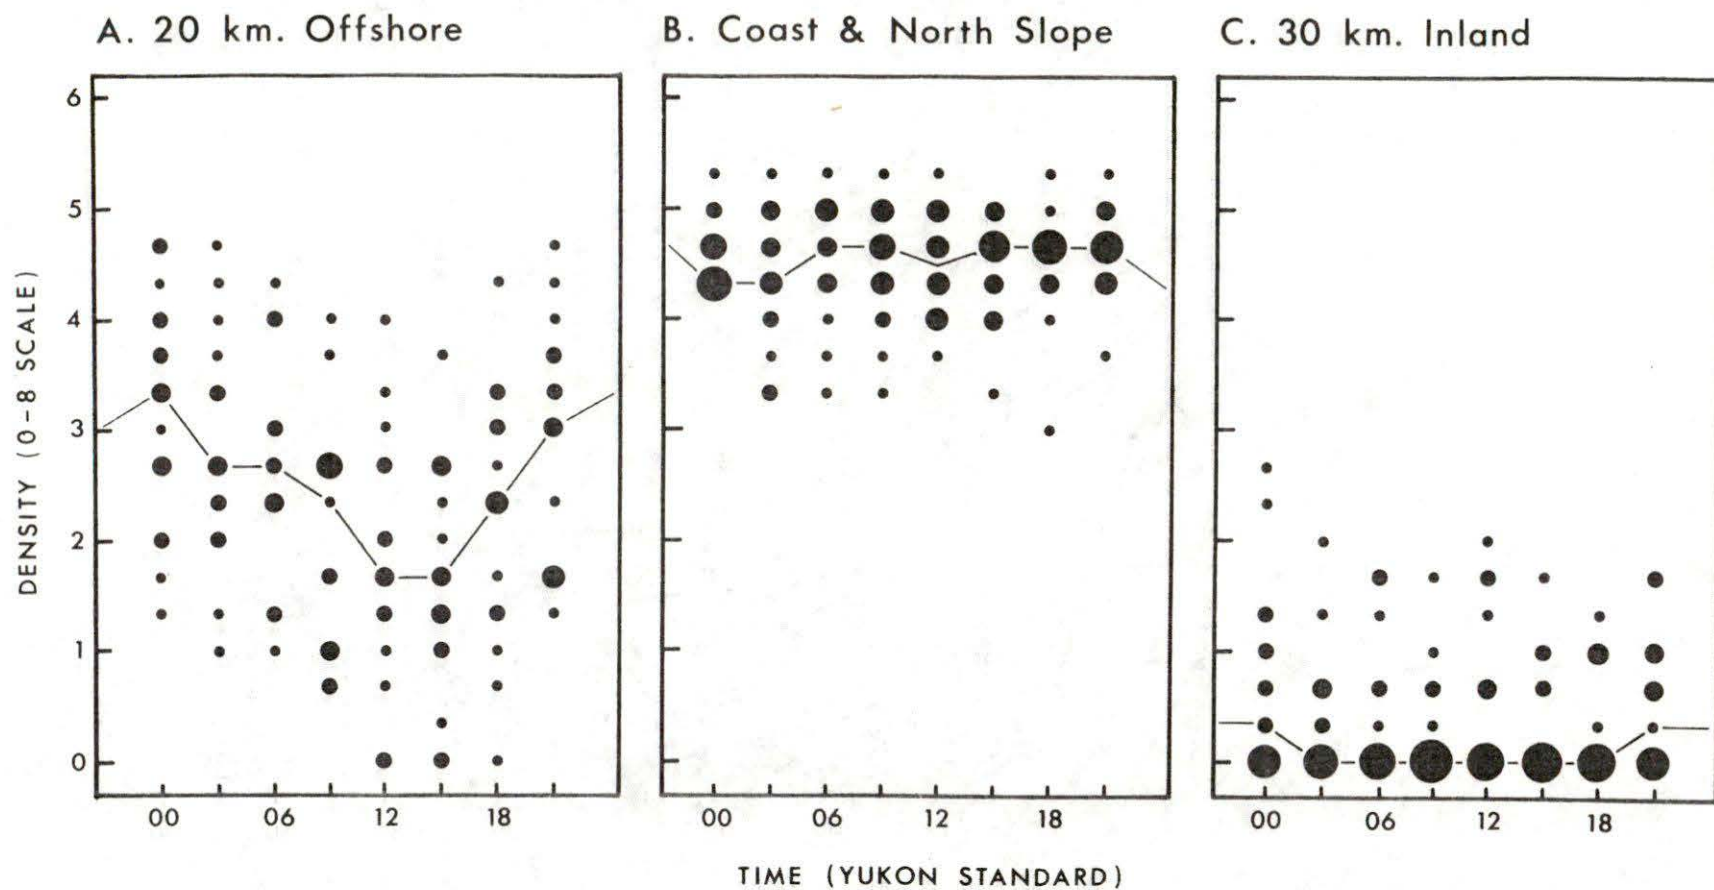 A. 20 km. Offshore
B. Coast & North Slope
C. 30 km. Inland
DENSITY (0-8 SCALE)
6
5
4
3
2
1
0
00 06 12 18
00 06 12 18
00 06 12 18
TIME (YUKON STANDARD)